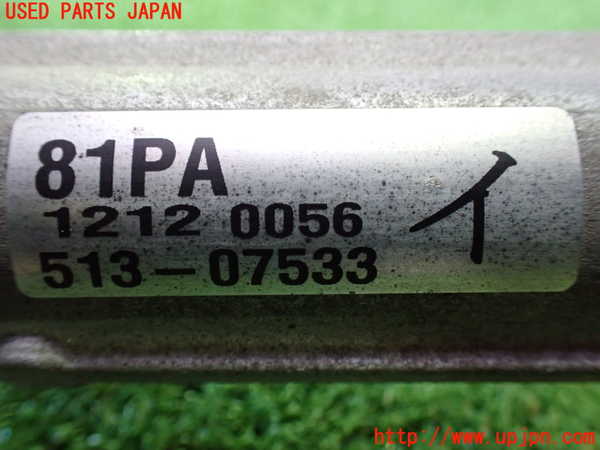 USED PARTS JAPAN
81PA
1212 0056
513-07533
イ
http://www.upjpn.com/